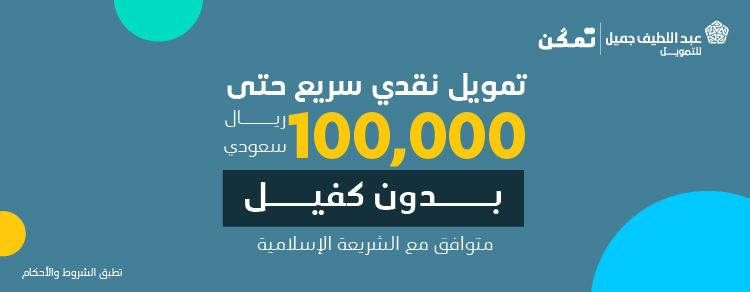 عبد اللطيف جميل
للتمويل
تمكّن
تمويل نقدي سريع حتى
100,000 ريال
سعودي
بدون كفيل
متوافق مع الشريعة الإسلامية
تطبق الشروط والأحكام